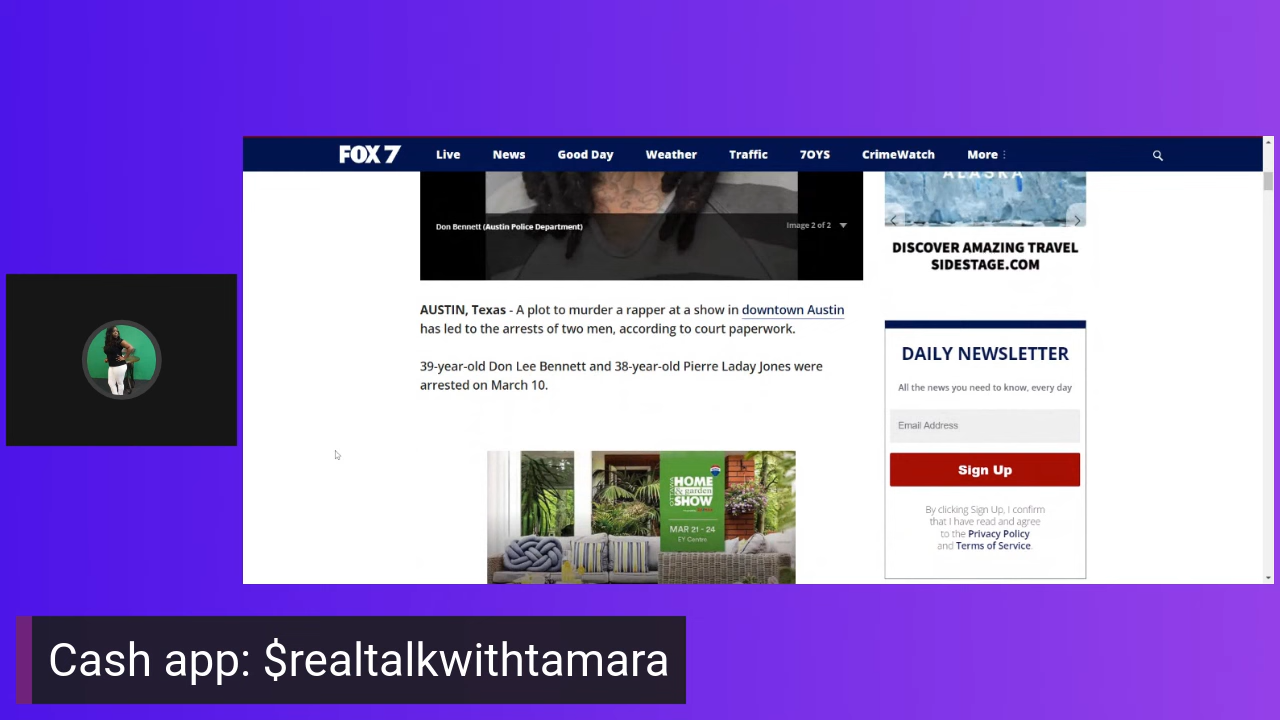 FOX 7 Live News Good Day Weather Traffic 7OYS CrimeWatch More
ALASKA
Don Bennett (Austin Police Department) Image 2 of 2
DISCOVER AMAZING TRAVEL
SIDESTAGE.COM
AUSTIN, Texas - A plot to murder a rapper at a show in downtown Austin
has led to the arrests of two men, according to court paperwork.
39-year-old Don Lee Bennett and 38-year-old Pierre Laday Jones were
arrested on March 10.
DAILY NEWSLETTER
All the news you need to know, every day
Email Address
Sign Up
By clicking Sign Up, I confirm
that I have read and agree
to the Privacy Policy
and Terms of Service.
OTTAWA
HOME
& garden
SHOW
MAR 21 - 24
EY Centre
Cash app: $realtalkwithtamara